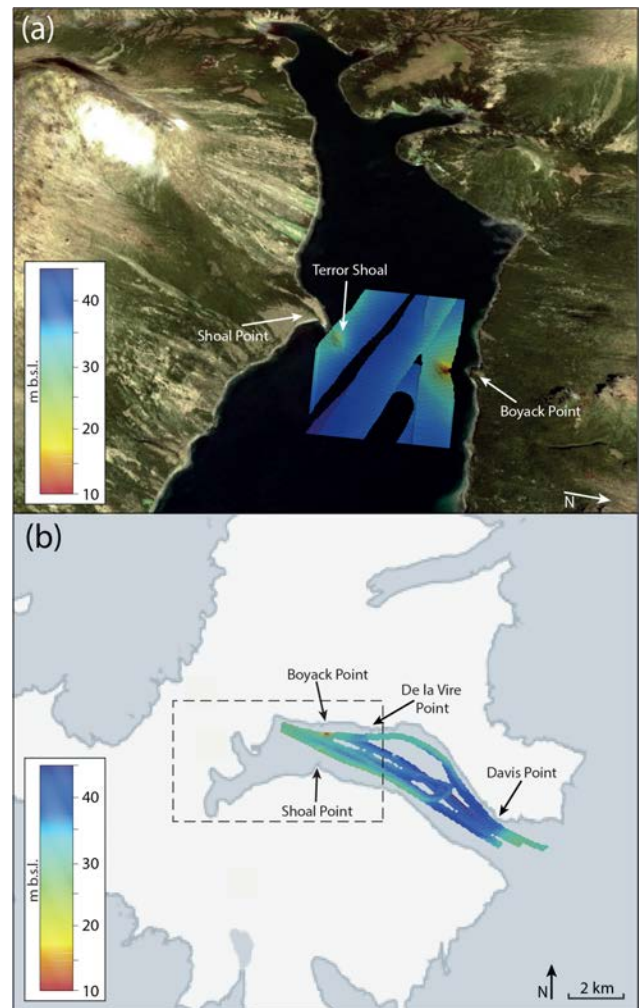 (a)
Terror Shoal
Shoal Point
40
30
20
10
m b.s.l.
Boyack Point
N
(b)
Boyack Point
De la Vire
Point
Davis Point
Shoal Point
40
30
20
10
m b.s.l.
N
2 km